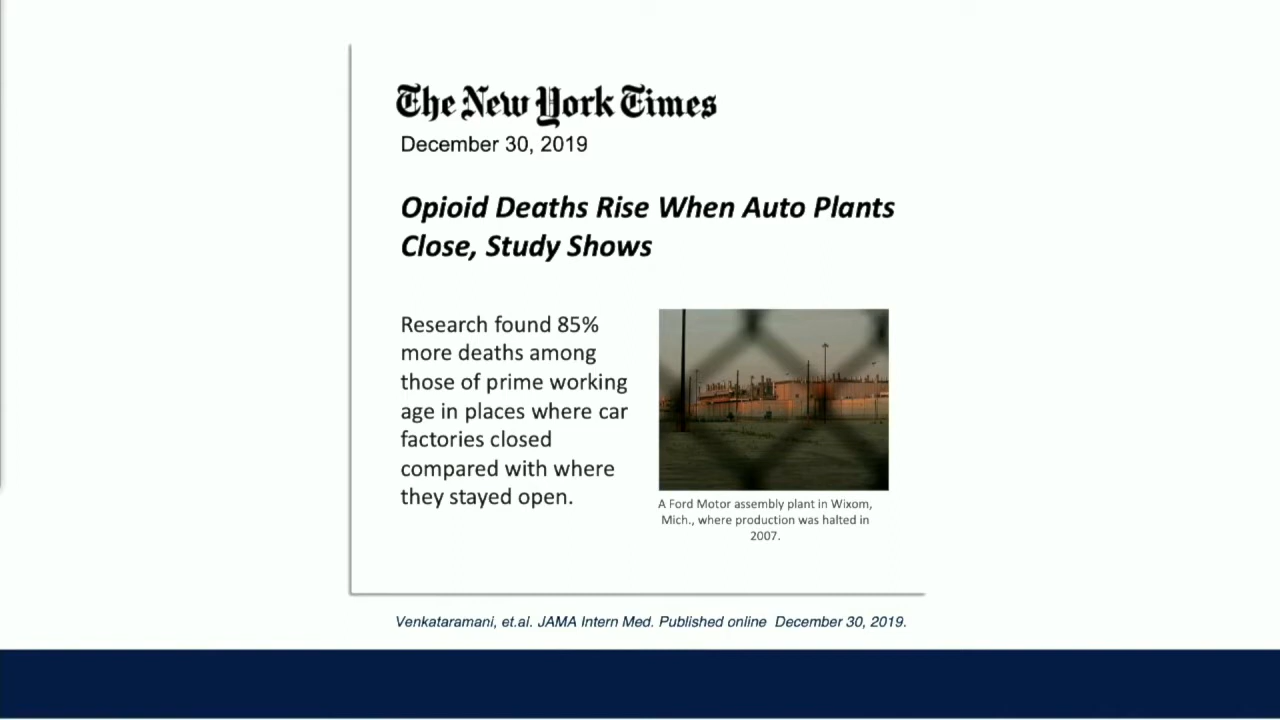 The New York Times
December 30, 2019
Opioid Deaths Rise When Auto Plants
Close, Study Shows
Research found 85%
more deaths among
those of prime working
age in places where car
factories closed
compared with where
they stayed open.
A Ford Motor assembly plant in Wixom,
Mich., where production was halted in
2007.
Venkataramani, et.al. JAMA Intern Med. Published online December 30, 2019.